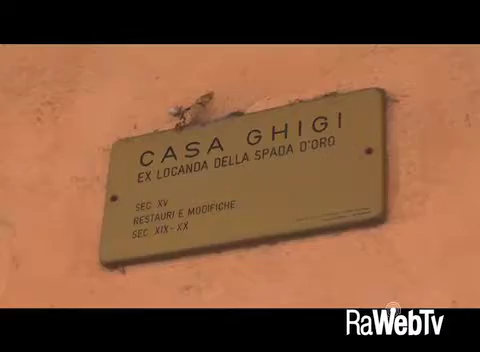 CASA GHIGI
EX LOCANDA DELLA SPADA D'ORO
SEC XV
RESTAURI E MODIFICHE
SEC XIX-XX
RaWebTv